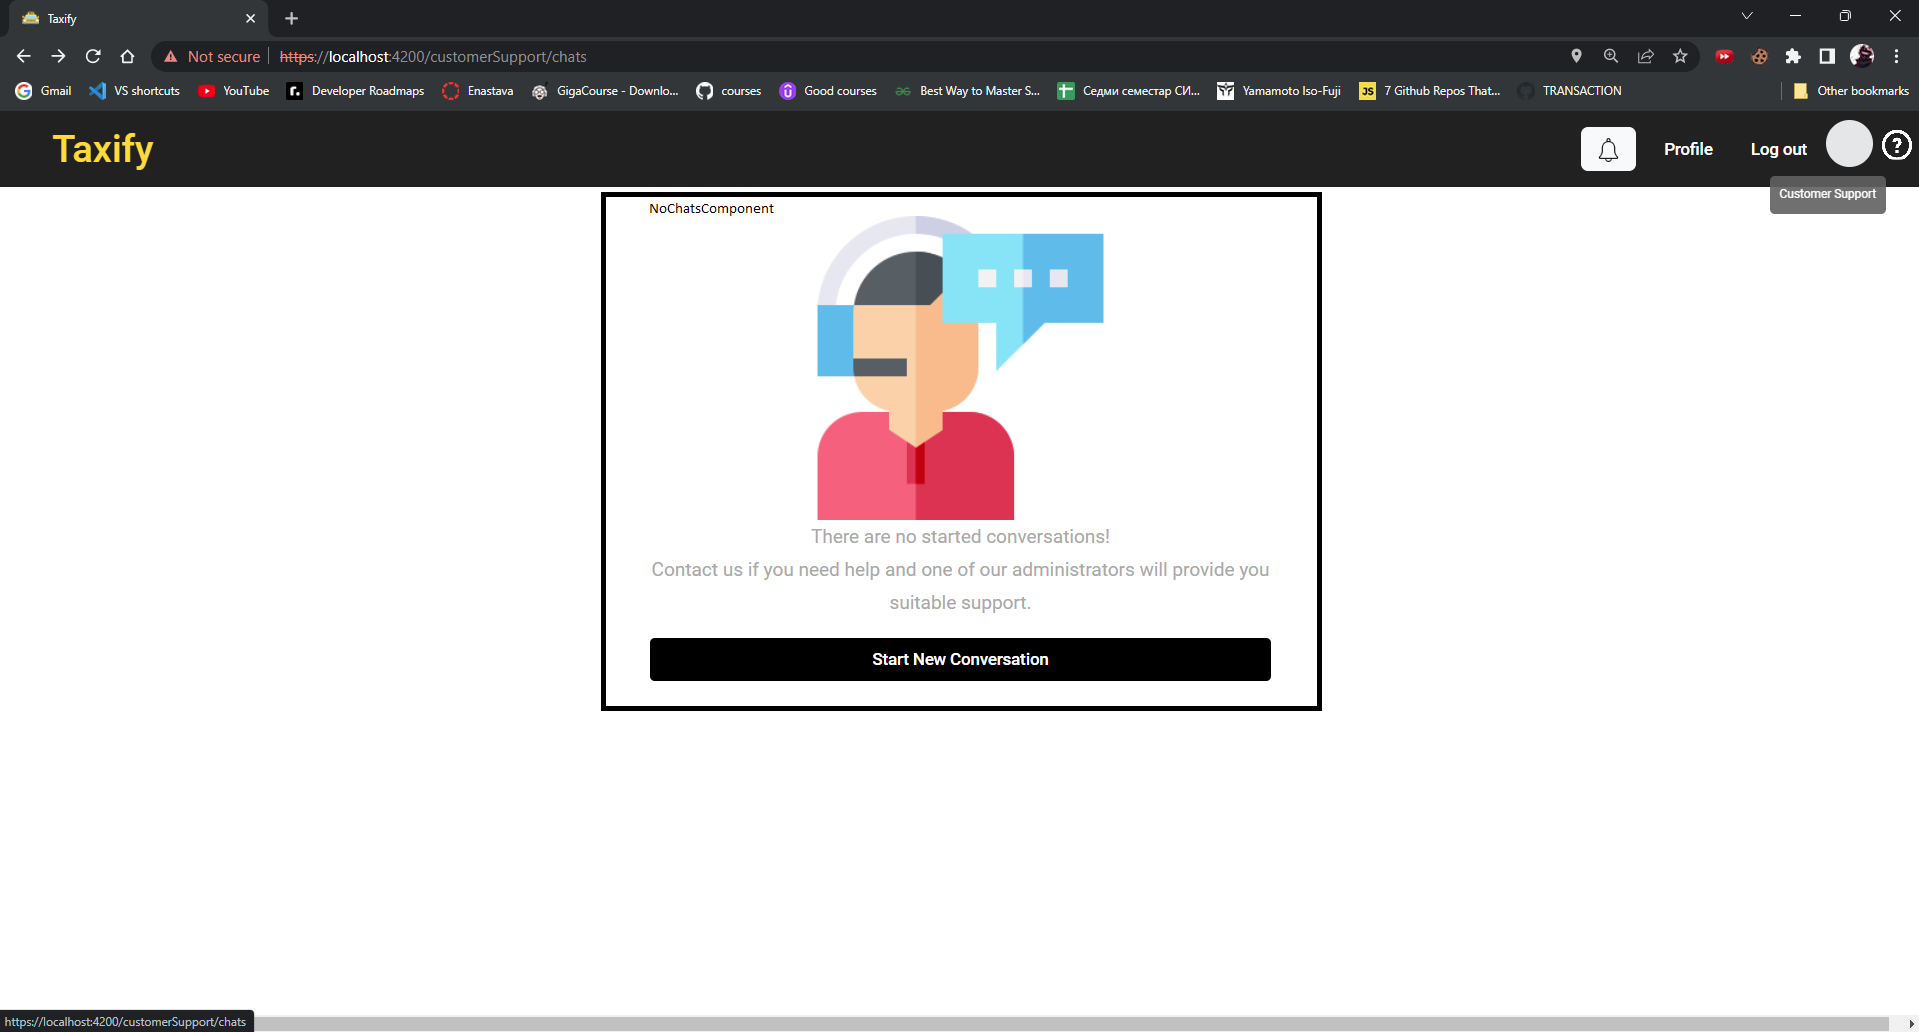 Taxify
Not secure https://localhost:4200/customerSupport/chats
Gmail VS shortcuts YouTube Developer Roadmaps Enastava GigaCourse - Downlo... courses Good courses Best Way to Master S... Седми семестар СИ... Yamamoto Iso-Fuji JS 7 Github Repos That... TRANSACTION Other bookmarks
Taxify Profile Log out ?
Customer Support
NoChatsComponent
There are no started conversations!
Contact us if you need help and one of our administrators will provide you
suitable support.
Start New Conversation
https://localhost:4200/customerSupport/chats